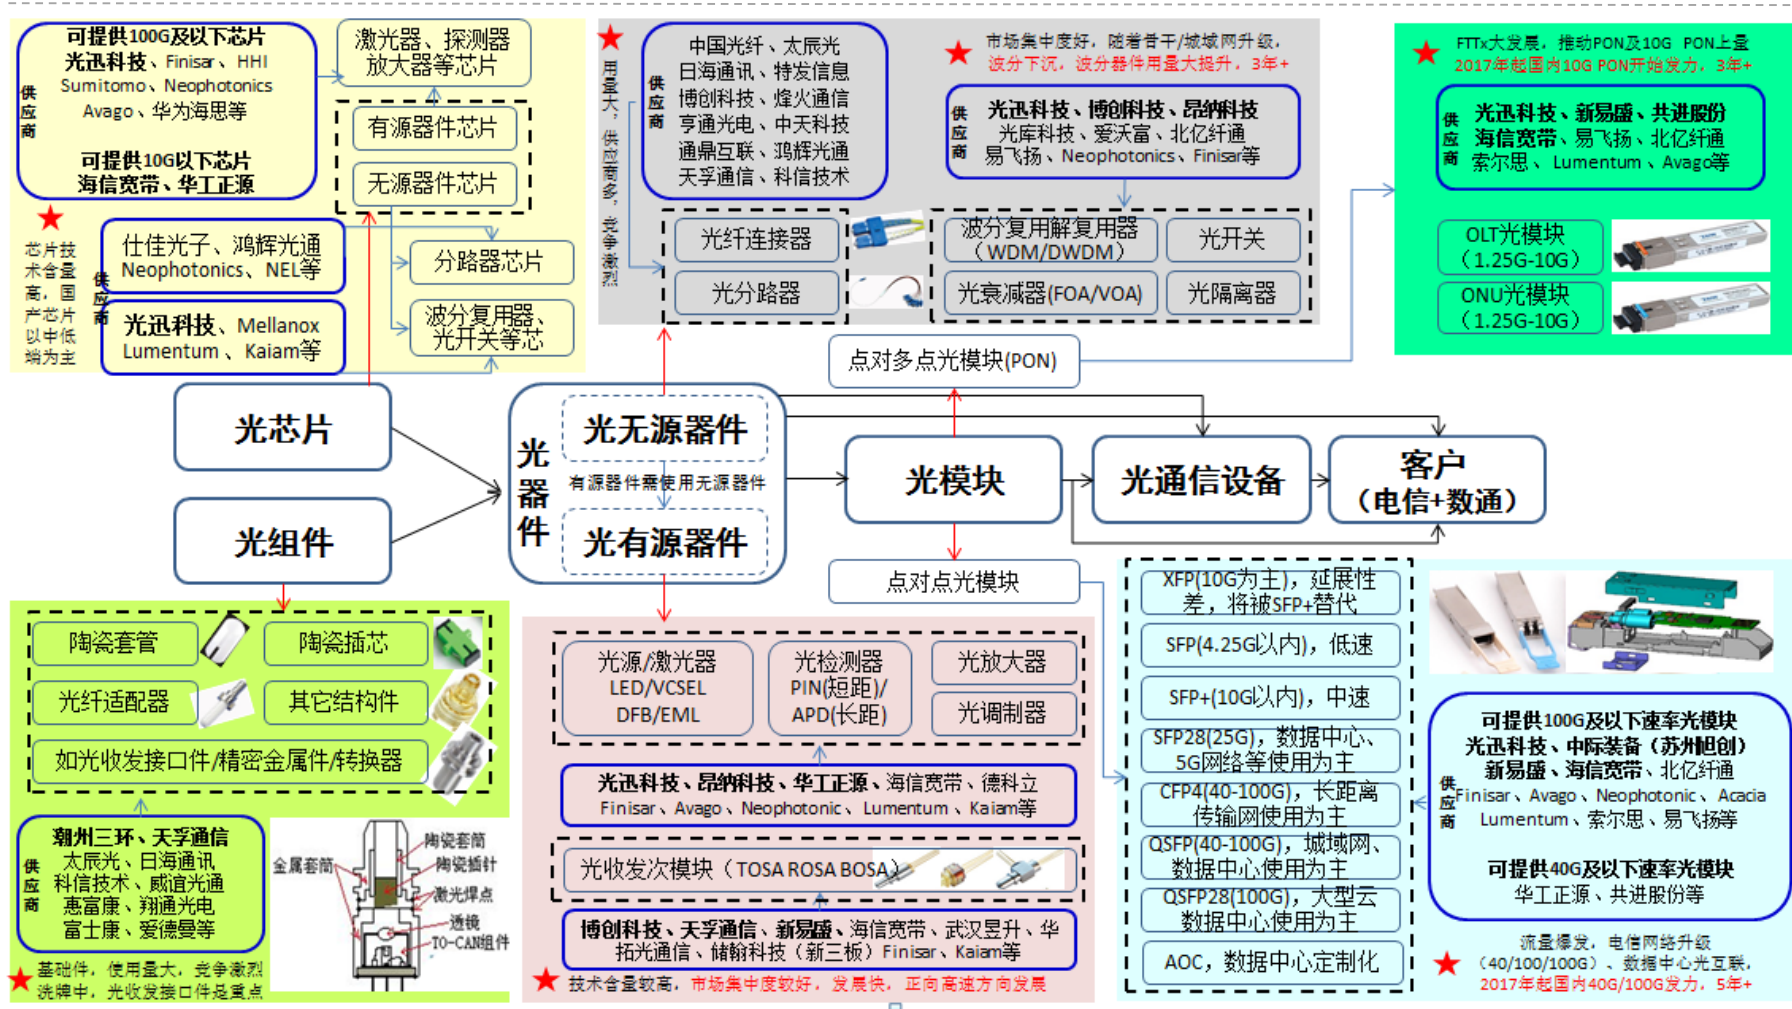 可提供100G及以下芯片
光迅科技、Finisar、HHI
Sumitomo、Neophotonics
Avago、华为海思等
可提供10G以下芯片
海信宽带、华工正源
供应商
激光器、探测器
放大器等芯片
有源器件芯片
无源器件芯片
芯片技
术含量
高，国
产芯片
以中低
端为主
供应商
仕佳光子、鸿辉光通
Neophotonics、NEL等
光迅科技、Mellanox
Lumentum 、Kaiam等
分路器芯片
波分复用器、
光开关等芯
用量大，供应商多，竞争激烈
供应商
中国光纤、太辰光
日海通讯、特发信息
博创科技、烽火通信
亨通光电、中天科技
通鼎互联、鸿辉光通
天孚通信、科信技术
光纤连接器
光分路器
市场集中度好，随着骨干/城域网升级，
波分下沉，波分器件用量大提升，3年+
供应商
光迅科技、博创科技、昂纳科技
光库科技、爱沃富、北亿纤通
易飞扬、Neophotonics、Finisar等
波分复用解复用器
（WDM/DWDM）
光开关
光衰减器(FOA/VOA)
光隔离器
FTTx大发展，推动PON及10G PON上量
2017年起国内10G PON开始发力，3年+
供应商
光迅科技、新易盛、共进股份
海信宽带、易飞扬、北亿纤通
索尔思、Lumentum、Avago等
OLT光模块
（1.25G-10G）
ONU光模块
（1.25G-10G）
点对多点光模块(PON)
光芯片
光组件
光器件
光无源器件
有源器件需使用无源器件
光有源器件
光模块
光通信设备
客户
（电信+数通）
点对点光模块
陶瓷套管
陶瓷插芯
光纤适配器
其它结构件
如光收发接口件/精密金属件/转换器
供应商
潮州三环、天孚通信
太辰光、日海通讯
科信技术、威谊光通
惠富康、翔通光电
富士康、爱德曼等
金属套筒
陶瓷套筒
陶瓷插针
激光焊点
透镜
TO-CAN组件
基础件，使用量大，竞争激烈
洗牌中，光收发接口件是重点
光源/激光器
LED/VCSEL
DFB/EML
光检测器
PIN(短距)/
APD(长距)
光放大器
光调制器
光迅科技、昂纳科技、华工正源、海信宽带、德科立
Finisar、Avago、Neophotonic、Lumentum、Kaiam等
光收发次模块（TOSA ROSA BOSA）
博创科技、天孚通信、新易盛、海信宽带、武汉昱升、华
拓光通信、储翰科技（新三板）Finisar、Kaiam等
技术含量较高，市场集中度较好，发展快，正向高速方向发展
XFP(10G为主)，延展性
差，将被SFP+替代
SFP(4.25G以内)，低速
SFP+(10G以内)，中速
SFP28(25G)，数据中心、
5G网络等使用为主
CFP4(40-100G)，长距离
传输网使用为主
QSFP(40-100G)，城域网、
数据中心使用为主
QSFP28(100G)，大型云
数据中心使用为主
AOC，数据中心定制化
供应商
可提供100G及以下速率光模块
光迅科技、中际装备（苏州旭创）
新易盛、海信宽带、北亿纤通
Finisar、Avago、Neophotonic、Acacia
Lumentum、索尔思、易飞扬等
可提供40G及以下速率光模块
华工正源、共进股份等
流量爆发，电信网络升级
（40/100/100G）、数据中心光互联，
2017年起国内40G/100G发力，5年+